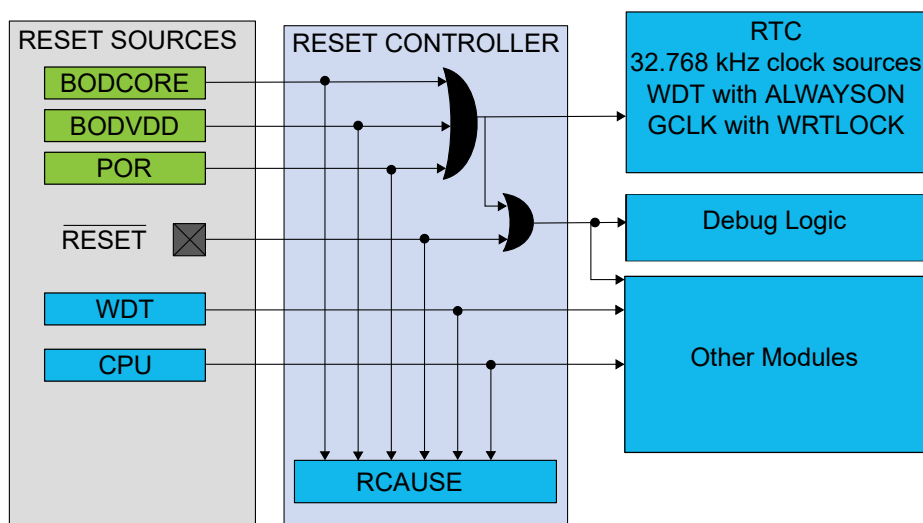 RESET SOURCES
BODCORE
BODVDD
POR
RESET
WDT
CPU
RESET CONTROLLER
RCAUSE
RTC
32.768 kHz clock sources
WDT with ALWAYSON
GCLK with WRTLOCK
Debug Logic
Other Modules